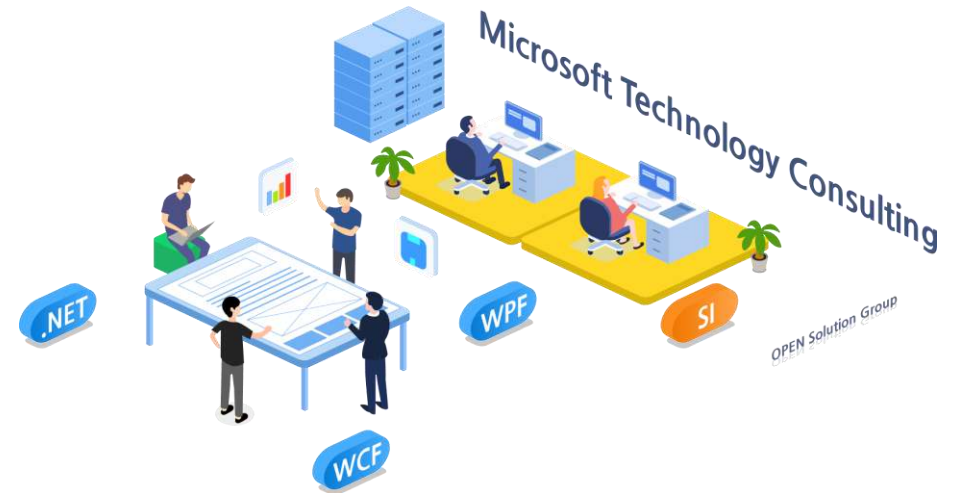 Microsoft Technology Consulting
.NET
WPF
SI
OPEN Solution Group
WCF